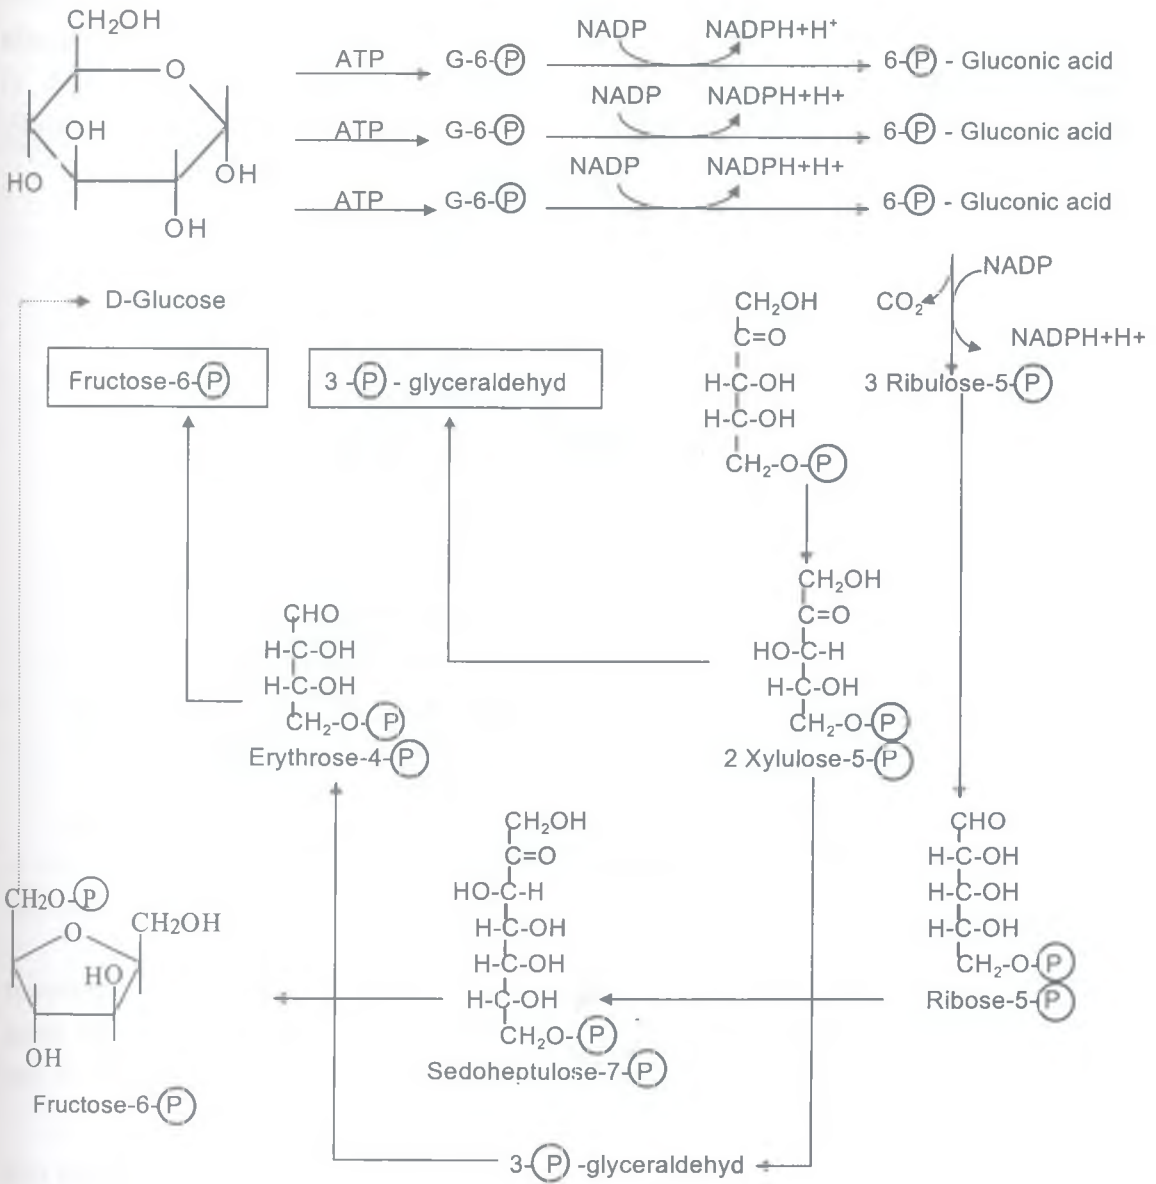 CH₂OH
O
OH
HO
OH
OH
ATP G-6-P NADP NADPH+H⁺ 6-P - Gluconic acid
ATP G-6-P NADP NADPH+H+ 6-P - Gluconic acid
ATP G-6-P NADP NADPH+H+ 6-P - Gluconic acid
D-Glucose
NADP
CO₂
NADPH+H+
3 Ribulose-5-P
Fructose-6-P
3 -P - glyceraldehyd
CH₂OH
C=O
H-C-OH
H-C-OH
CH₂-O-P
CH₂OH
C=O
HO-C-H
H-C-OH
CH₂-O-P
2 Xylulose-5-P
CHO
H-C-OH
H-C-OH
CH₂-O-P
Erythrose-4-P
CHO
H-C-OH
H-C-OH
H-C-OH
CH₂-O-P
Ribose-5-P
CH₂OH
C=O
HO-C-H
H-C-OH
H-C-OH
H-C-OH
CH₂O-P
Sedoheptulose-7-P
CH2O-P
O
CH2OH
HO
OH
Fructose-6-P
3-P -glyceraldehyd